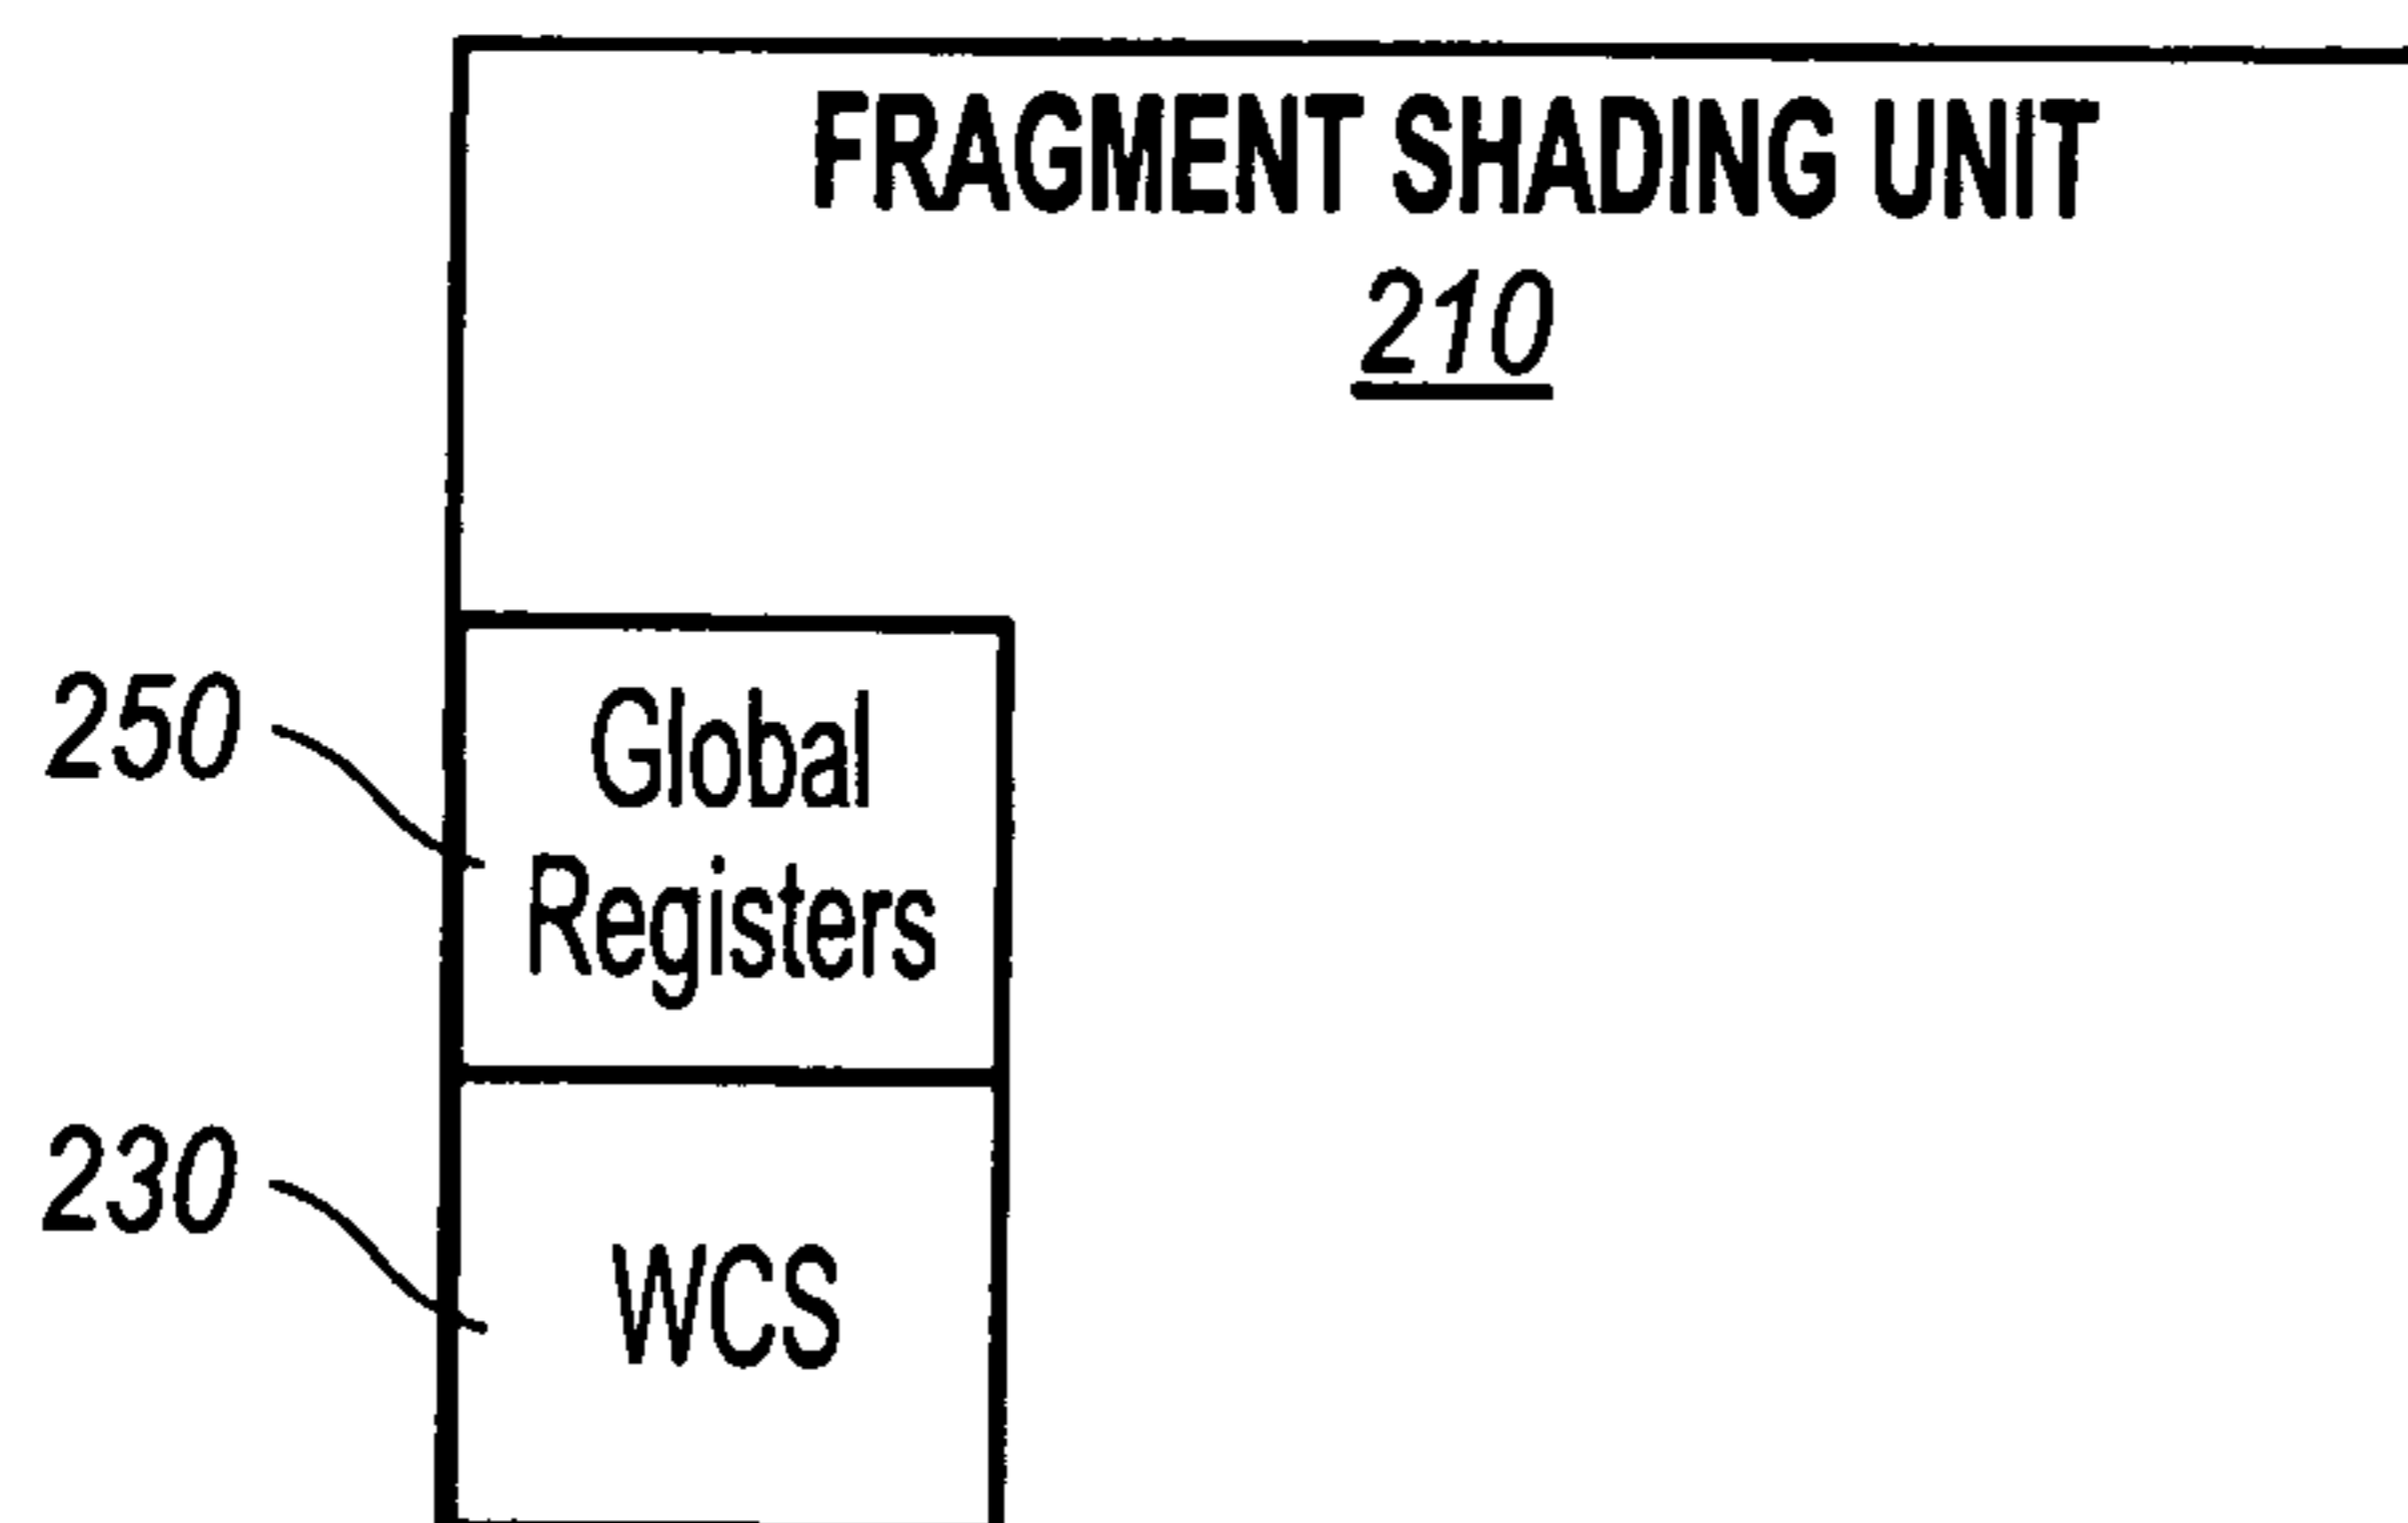 FRAGMENT SHADING UNIT
210
250
Global
Registers
230
WCS